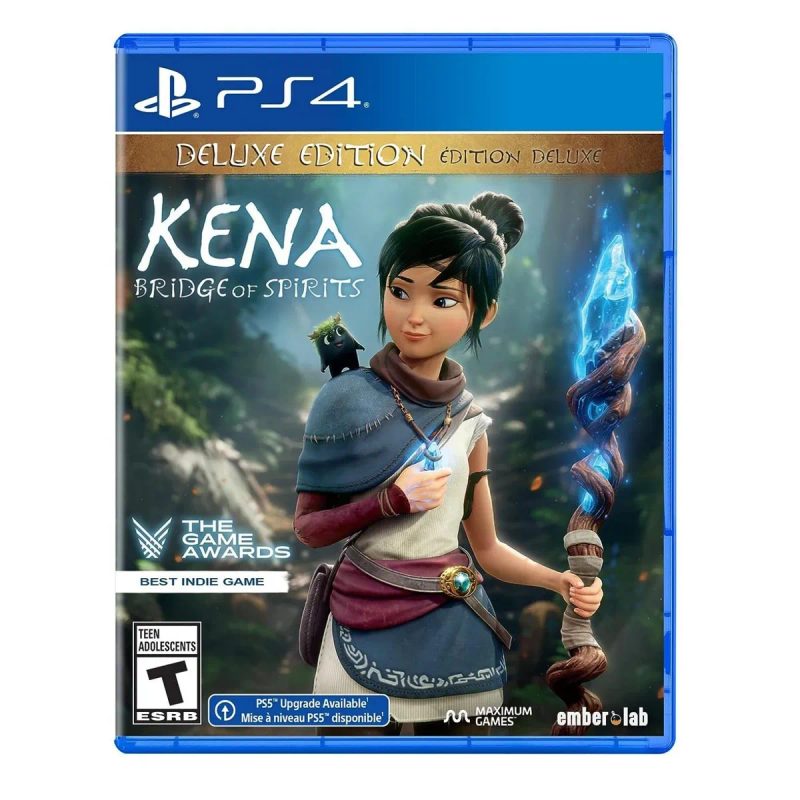 PS4
DELUXE EDITION ÉDITION DELUXE
KENA
BRIDGE OF SPIRITS
THE
GAME
AWARDS
BEST INDIE GAME
TEEN
ADOLESCENTS
T
ESRB
PS5™ Upgrade Available¹
Mise à niveau PS5™ disponible¹
MAXIMUM
GAMES™
ember lab